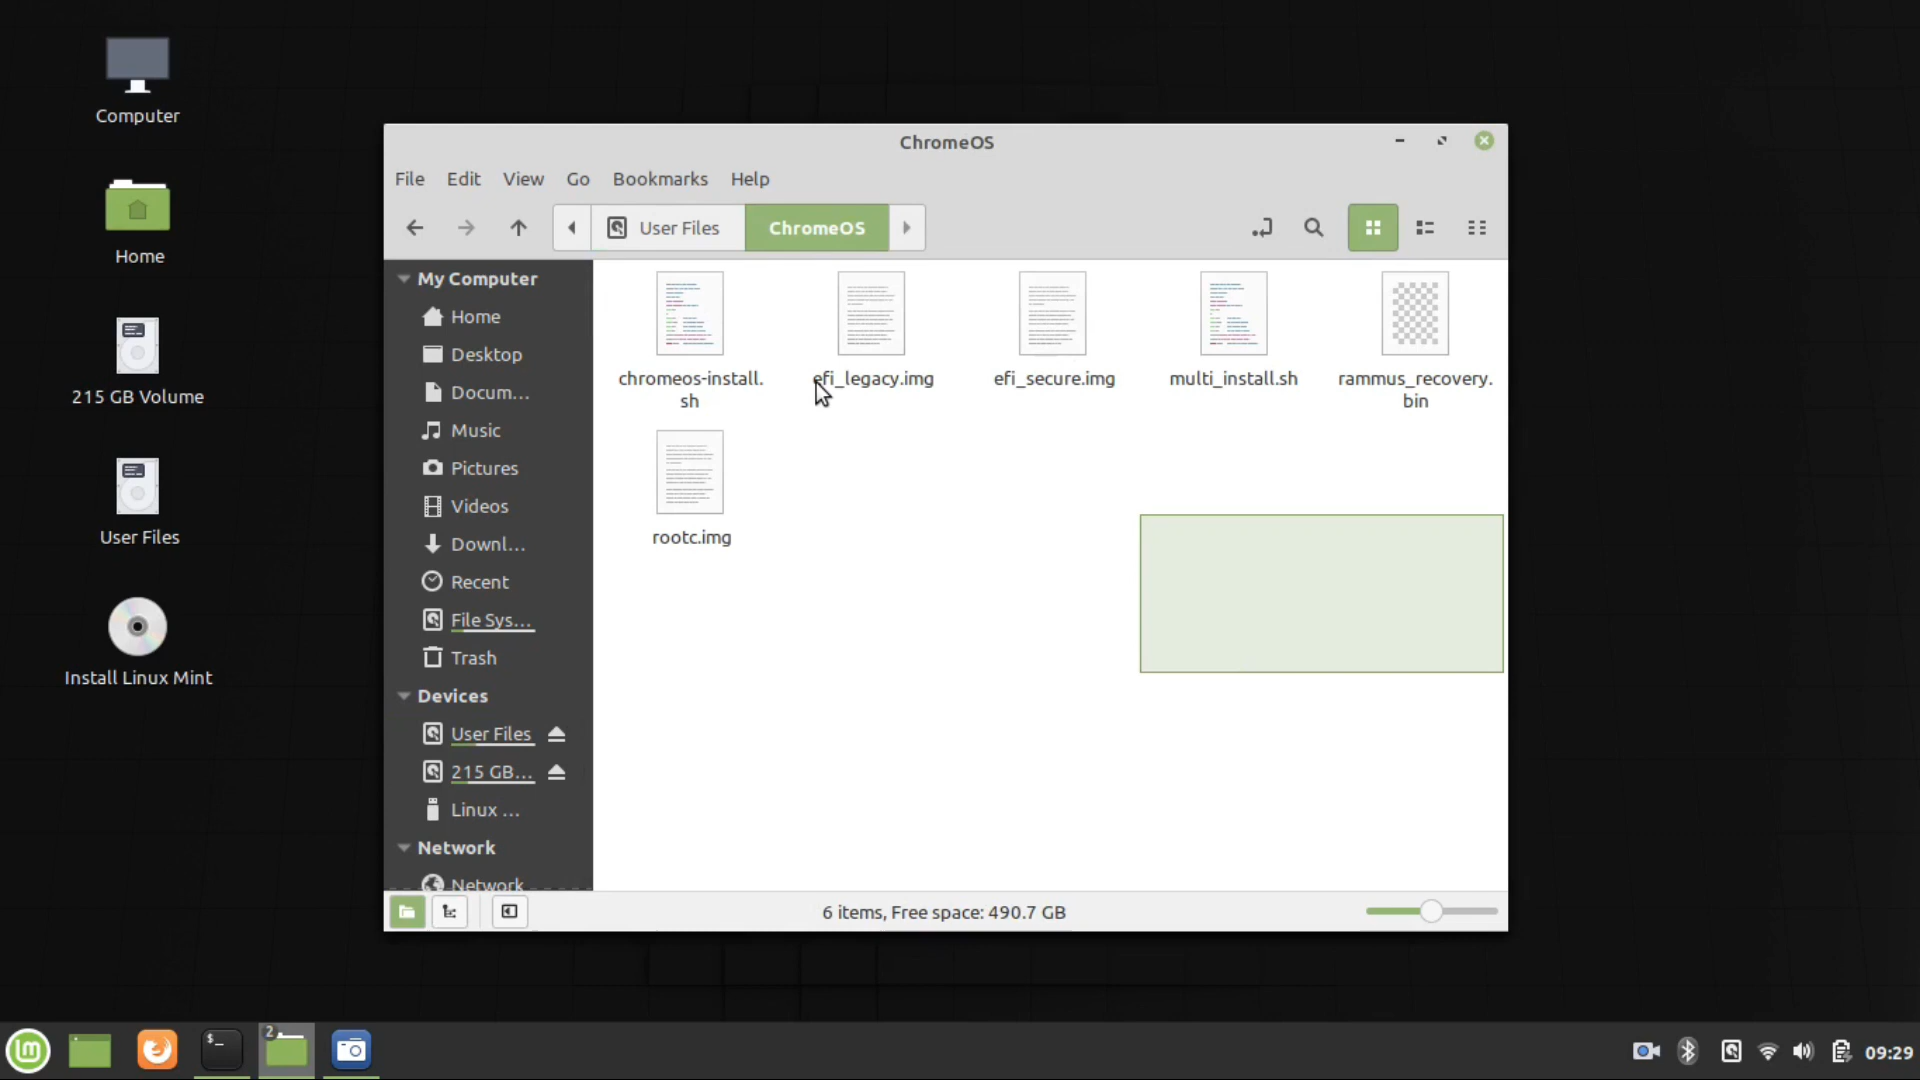 Computer
Home
215 GB Volume
User Files
Install Linux Mint
ChromeOS
File Edit View Go Bookmarks Help
User Files ChromeOS
My Computer
Home
Desktop
Docum...
Music
Pictures
Videos
Downl...
Recent
File Sys...
Trash
Devices
User Files
215 GB...
Linux ...
Network
Network
chromeos-install.
sh
efi_legacy.img
efi_secure.img
multi_install.sh
rammus_recovery.
bin
rootc.img
6 items, Free space: 490.7 GB
2
$_
09:29